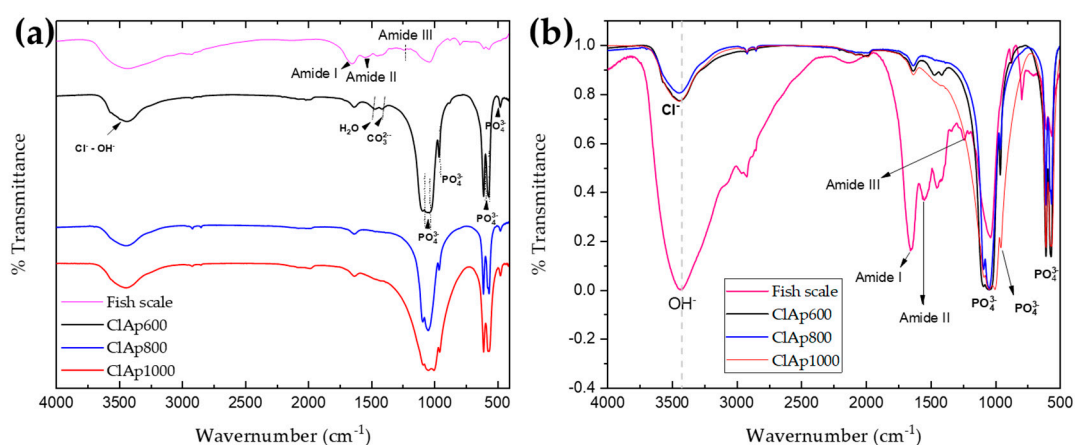 (a)
Amide III
Amide I
Amide II
H₂O
CO₃²⁻
PO₄³⁻
Cl⁻ - OH⁻
PO₄³⁻
PO₄³⁻
PO₄³⁻
% Transmittance
Fish scale
ClAp600
ClAp800
ClAp1000
4000 3500 3000 2500 2000 1500 1000 500
Wavernumber (cm⁻¹)
(b)
1.0
0.8
0.6
0.4
0.2
0.0
-0.2
-0.4
% Transmittance
Cl⁻
Amide III
Amide I
OH⁻
Amide II
PO₄³⁻
PO₄³⁻
PO₄³⁻
Fish scale
ClAp600
ClAp800
ClAp1000
4000 3500 3000 2500 2000 1500 1000 500
Wavernumber (cm⁻¹)